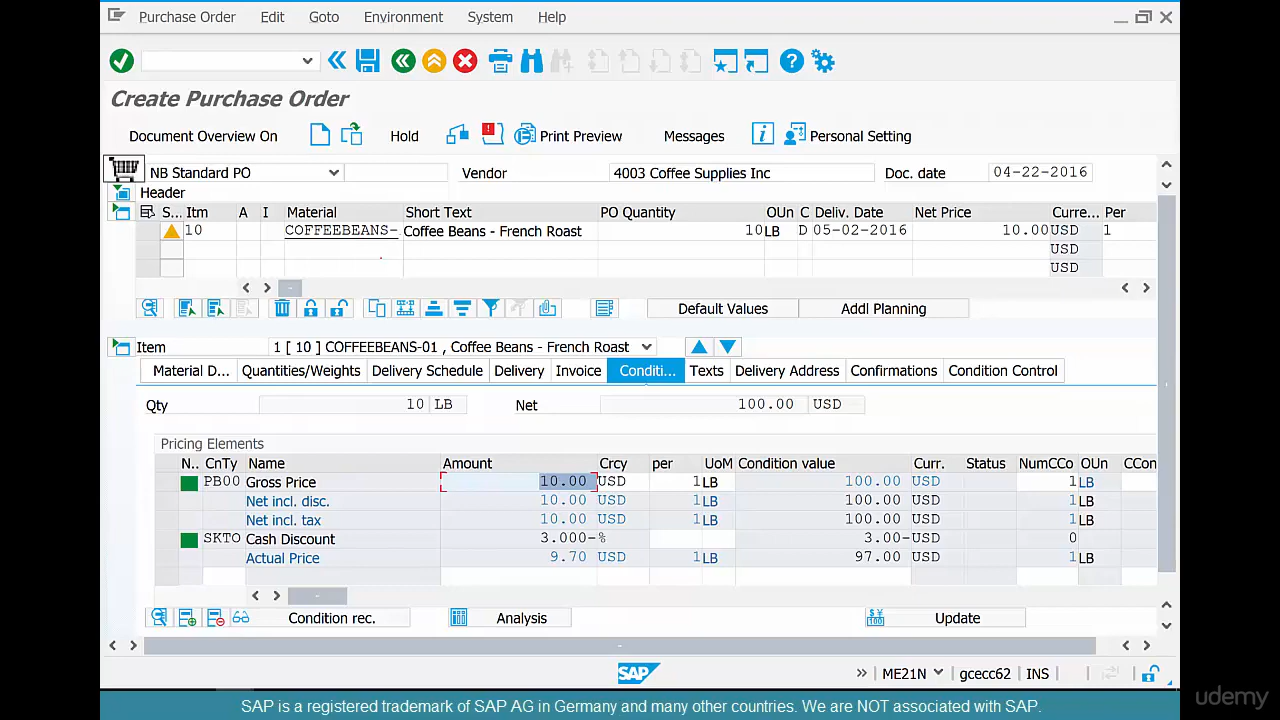 Purchase Order Edit Goto Environment System Help
Create Purchase Order
Document Overview On Hold Print Preview Messages Personal Setting
NB Standard PO Vendor 4003 Coffee Supplies Inc Doc. date 04-22-2016
Header
S... Itm A I Material Short Text PO Quantity OUn C Deliv. Date Net Price Curre... Per
10 COFFEEBEANS- Coffee Beans - French Roast 10 LB D 05-02-2016 10.00 USD 1
USD
USD
Default Values Addl Planning
Item 1 [ 10 ] COFFEEBEANS-01 , Coffee Beans - French Roast
Material D... Quantities/Weights Delivery Schedule Delivery Invoice Conditi... Texts Delivery Address Confirmations Condition Control
Qty 10 LB Net 100.00 USD
Pricing Elements
N.. CnTy Name Amount Crcy per UoM Condition value Curr. Status NumCCo OUn CCon
PB00 Gross Price 10.00 USD 1 LB 100.00 USD 1 LB
Net incl. disc. 10.00 USD 1 LB 100.00 USD 1 LB
Net incl. tax 10.00 USD 1 LB 100.00 USD 1 LB
SKTO Cash Discount 3.000- % 3.00- USD 0
Actual Price 9.70 USD 1 LB 97.00 USD 1 LB
Condition rec. Analysis Update
SAP ME21N gcecc62 INS
SAP is a registered trademark of SAP AG in Germany and many other countries. We are NOT associated with SAP.
udemy